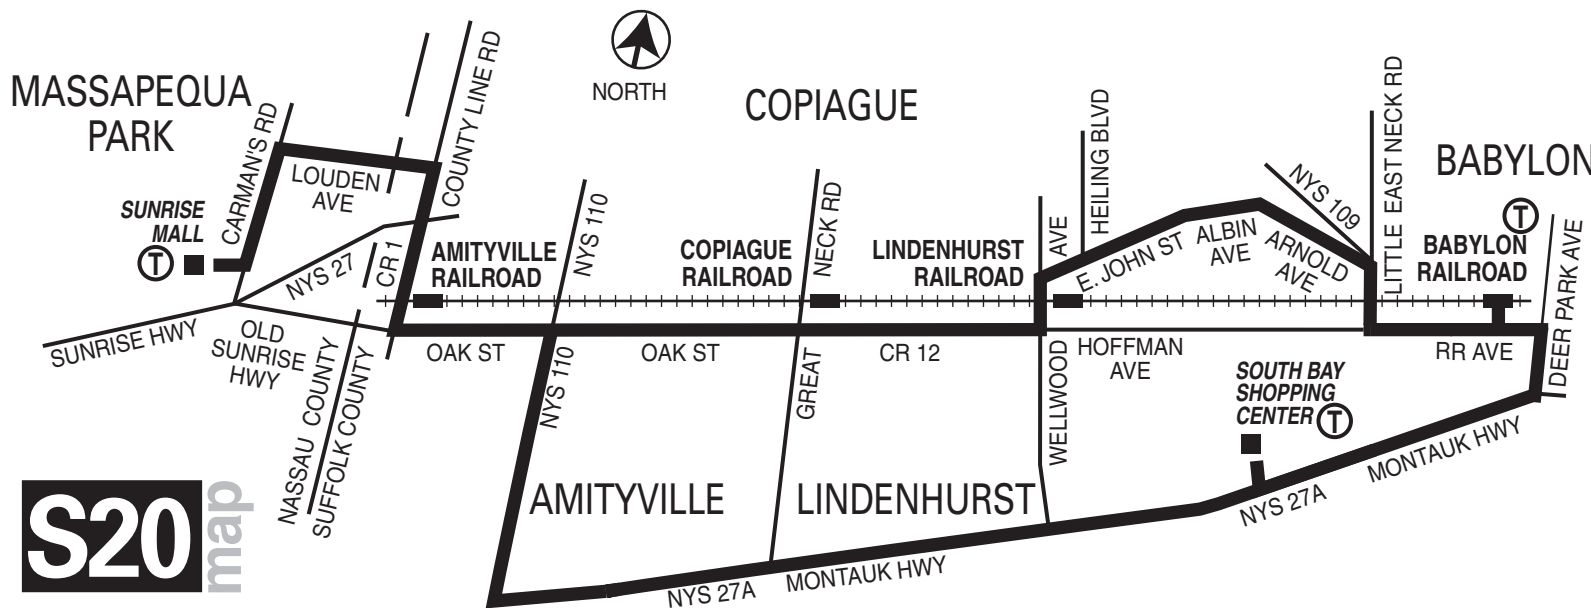 MASSAPEQUA
PARK
NORTH
COPIAGUE
BABYLON
CARMAN'S RD
LOUDEN
AVE
COUNTY LINE RD
SUNRISE
MALL
T
NYS 27
CR 1
SUNRISE HWY
OLD
SUNRISE
HWY
NASSAU COUNTY
SUFFOLK COUNTY
AMITYVILLE
RAILROAD
NYS 110
COPIAGUE
RAILROAD
NECK RD
LINDENHURST
RAILROAD
AVE
HEILING BLVD
E. JOHN ST
ALBIN
AVE
ARNOLD
AVE
NYS 109
LITTLE EAST NECK RD
T
BABYLON
RAILROAD
DEER PARK AVE
OAK ST
NYS 110
OAK ST
GREAT
CR 12
WELLWOOD
HOFFMAN
AVE
RR AVE
SOUTH BAY
SHOPPING
CENTER
T
MONTAUK HWY
NYS 27A
AMITYVILLE
LINDENHURST
NYS 27A
MONTAUK HWY
S20
map